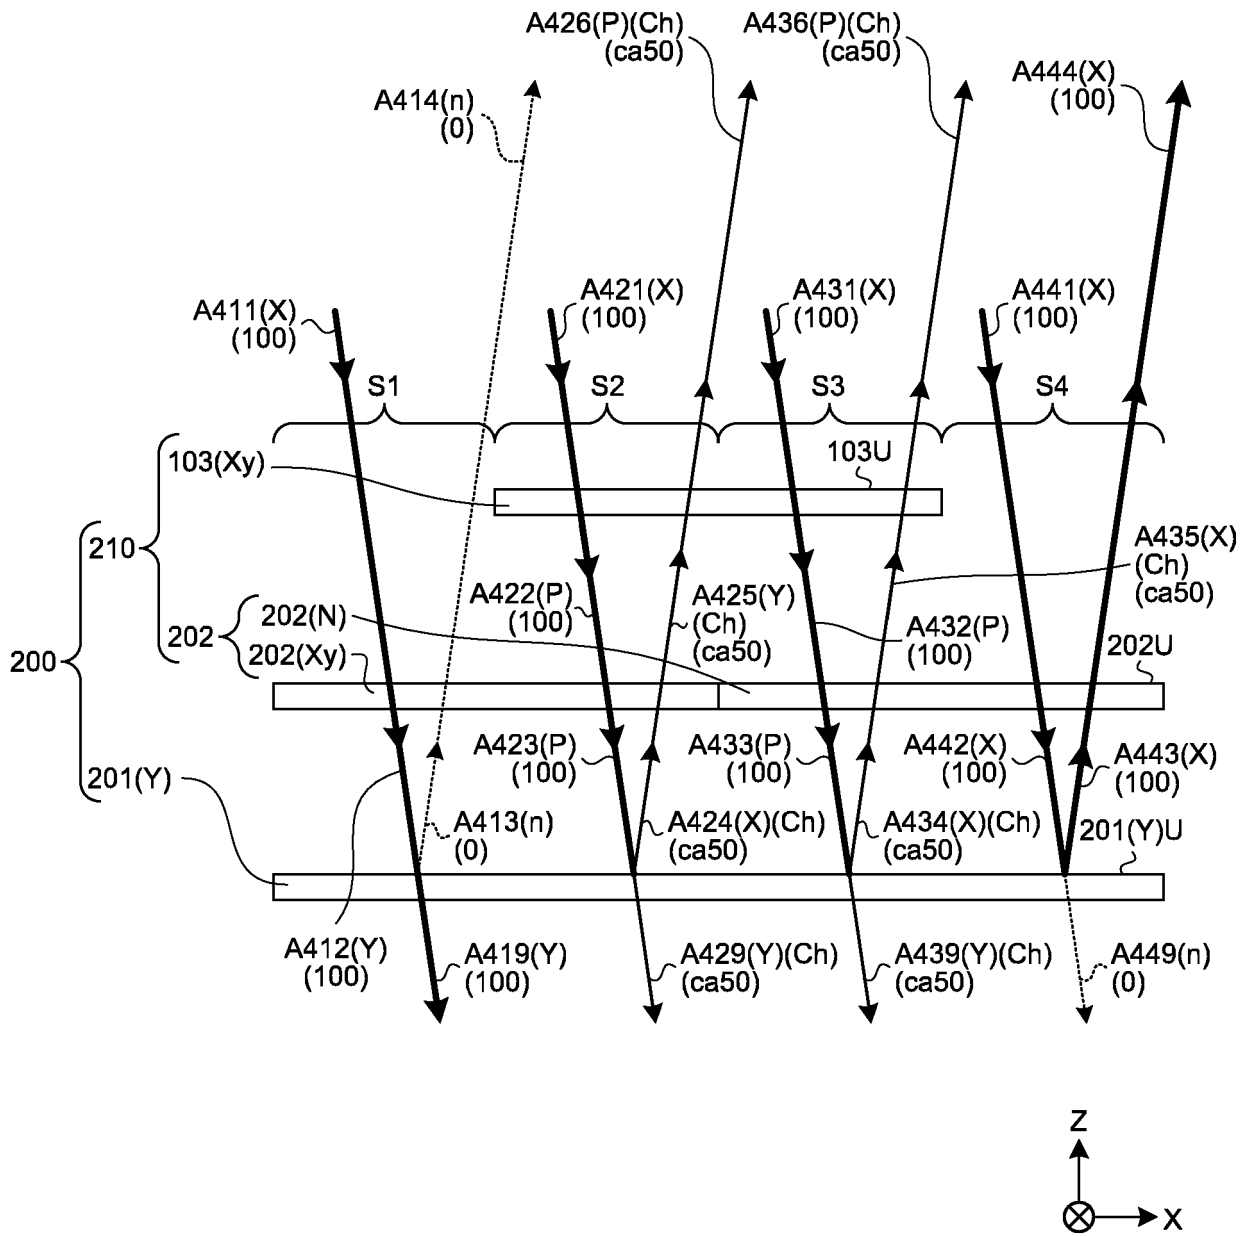 A426(P)(Ch)
(ca50)
A436(P)(Ch)
(ca50)
A444(X)
(100)
A414(n)
(0)
A411(X)
(100)
A421(X)
(100)
A431(X)
(100)
A441(X)
(100)
S1
S2
S3
S4
103(Xy)
103U
210
A435(X)
(Ch)
(ca50)
A422(P)
(100)
A425(Y)
(Ch)
(ca50)
A432(P)
(100)
202(N)
202
202(Xy)
202U
200
A423(P)
(100)
A433(P)
(100)
A442(X)
(100)
A443(X)
(100)
201(Y)
A413(n)
(0)
A424(X)(Ch)
(ca50)
A434(X)(Ch)
(ca50)
201(Y)U
A412(Y)
(100)
A419(Y)
(100)
A429(Y)(Ch)
(ca50)
A439(Y)(Ch)
(ca50)
A449(n)
(0)
Z
X